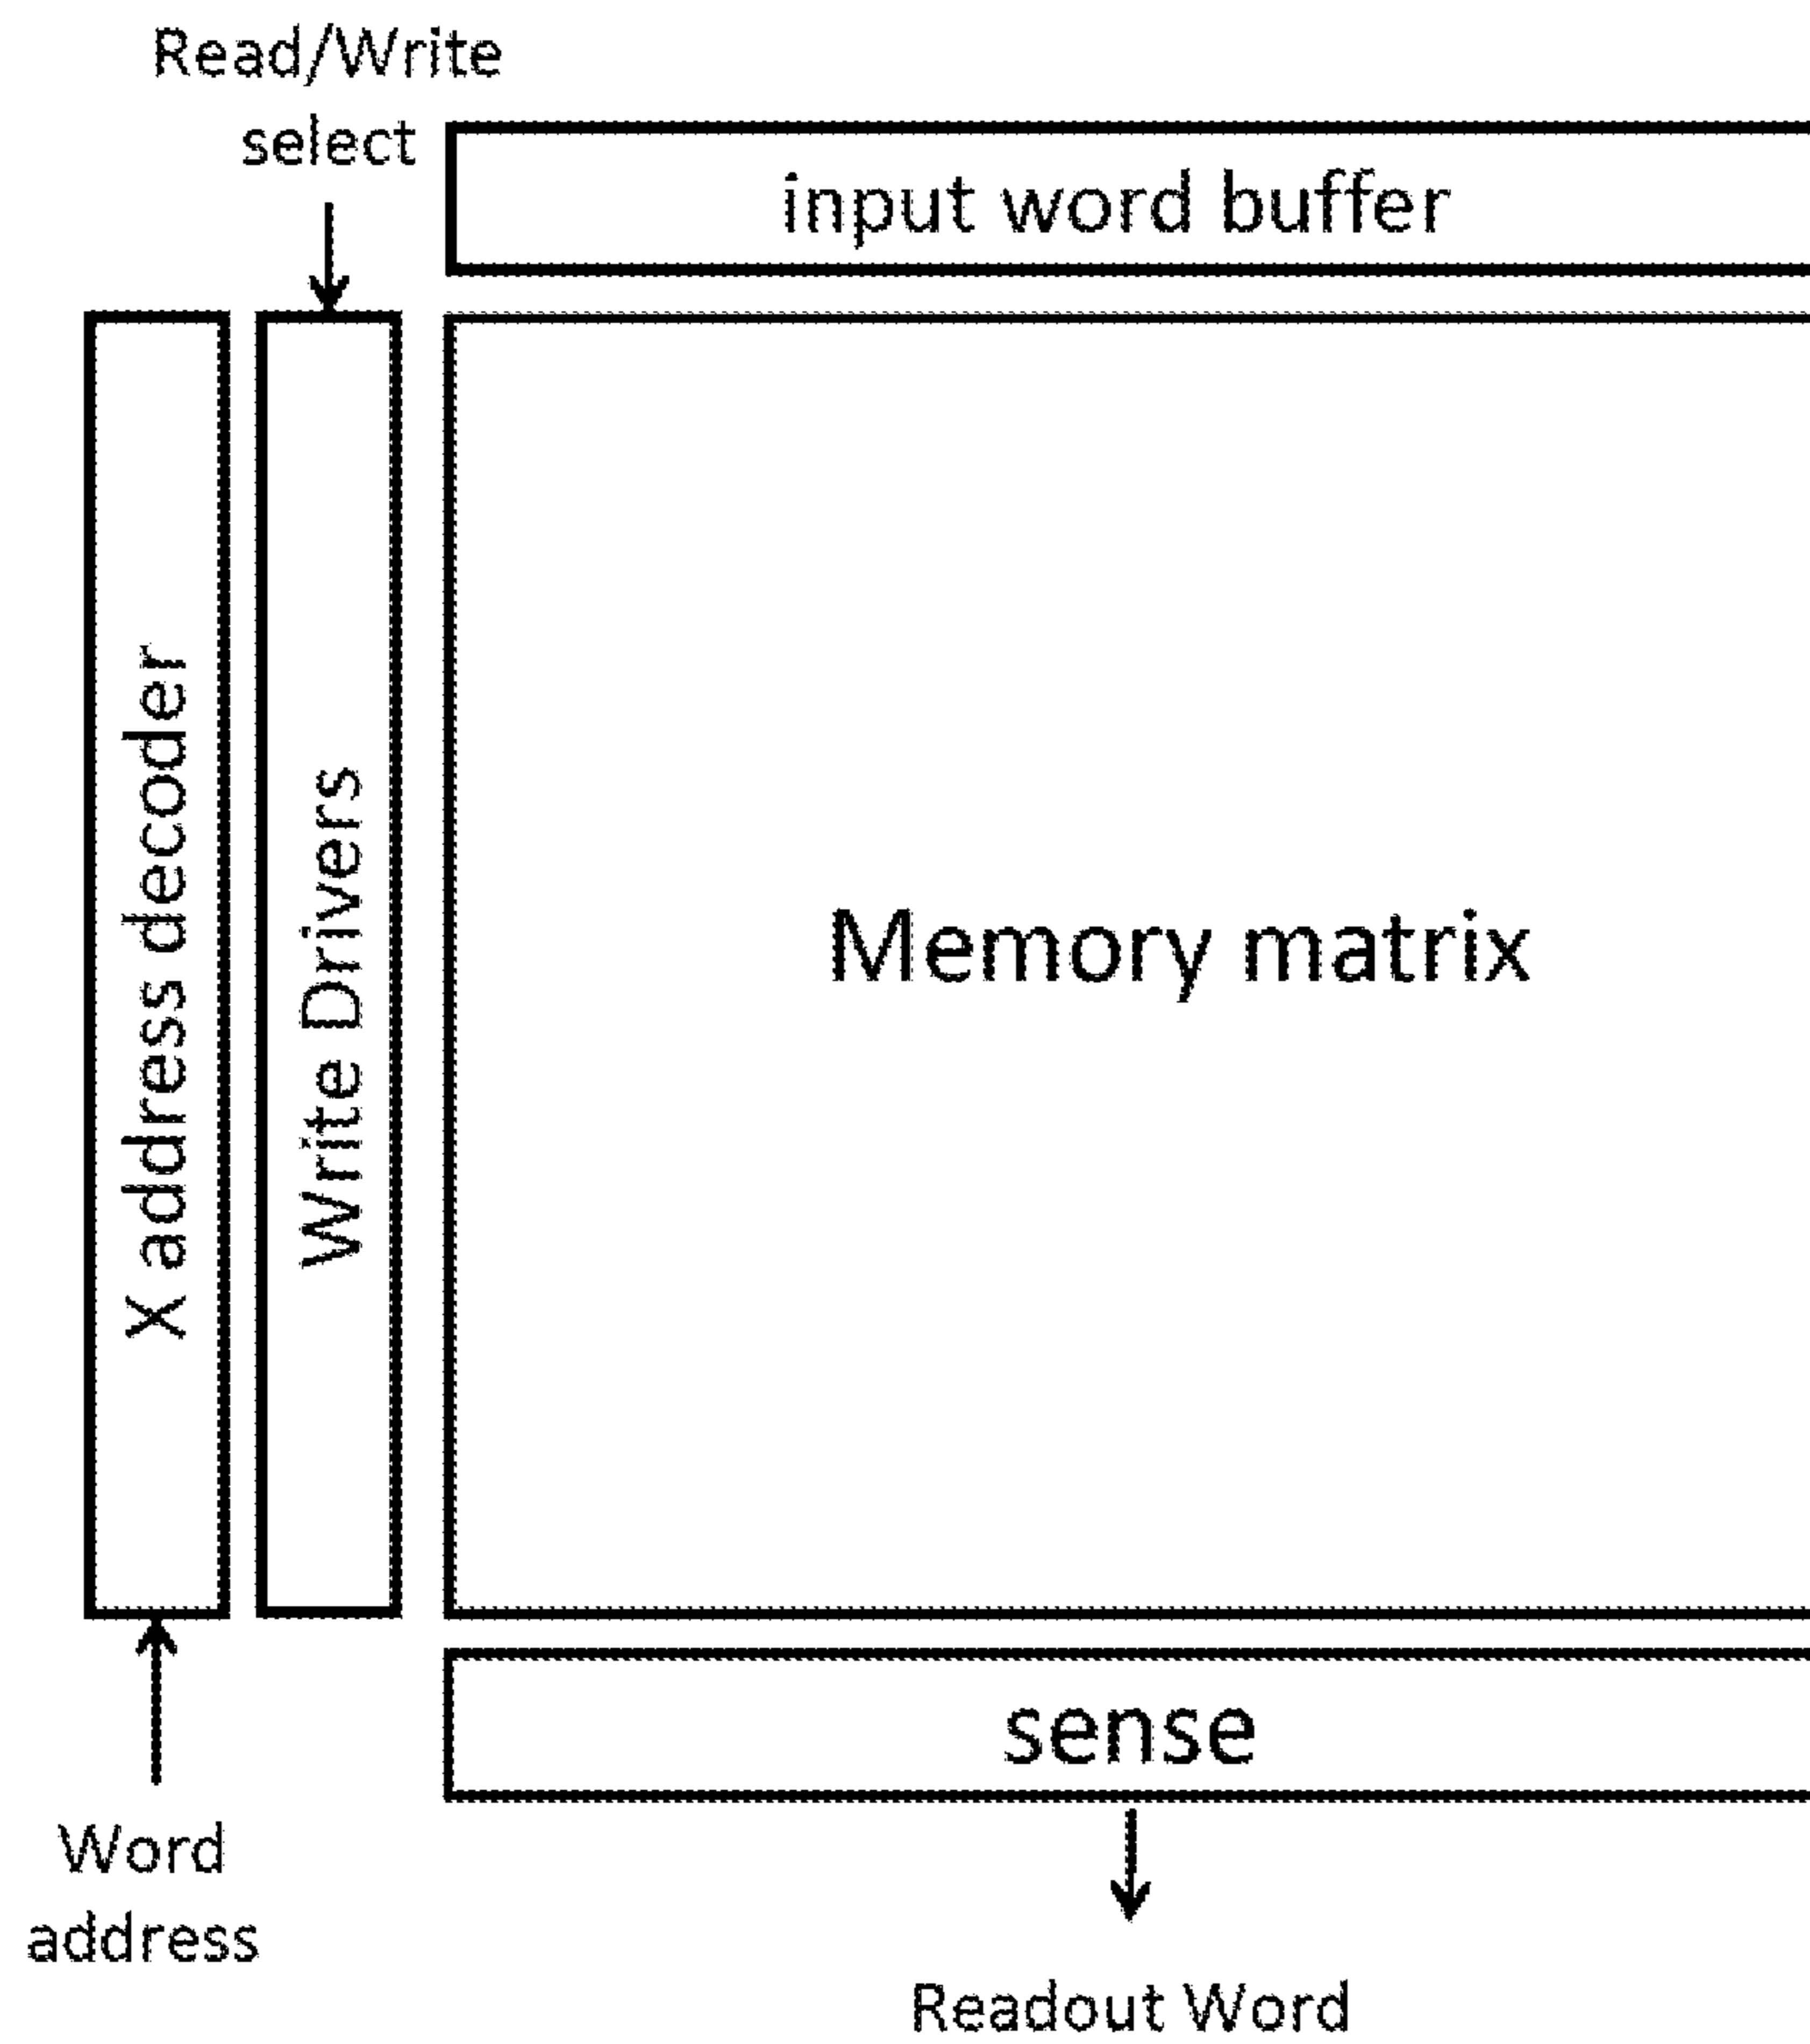 Read/Write
select
input word buffer
X address decoder
Write Drivers
Memory matrix
sense
Word
address
Readout Word